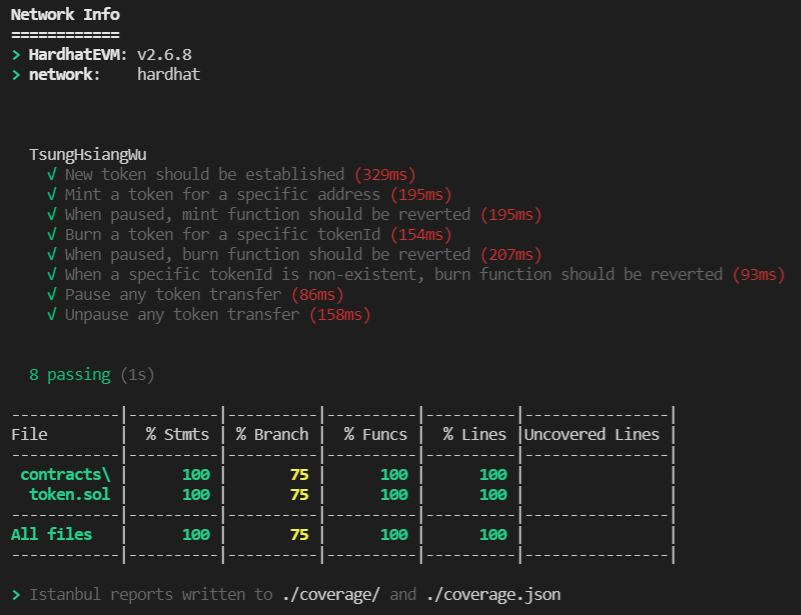 Network Info
============
> HardhatEVM: v2.6.8
> network:    hardhat
TsungHsiangWu
√ New token should be established (329ms)
√ Mint a token for a specific address (195ms)
√ When paused, mint function should be reverted (195ms)
√ Burn a token for a specific tokenId (154ms)
√ When paused, burn function should be reverted (207ms)
√ When a specific tokenId is non-existent, burn function should be reverted (93ms)
√ Pause any token transfer (86ms)
√ Unpause any token transfer (158ms)
8 passing (1s)
------------|----------|----------|----------|----------|----------------|
File        |  % Stmts | % Branch |  % Funcs |  % Lines |Uncovered Lines |
------------|----------|----------|----------|----------|----------------|
 contracts\ |      100 |       75 |      100 |      100 |                |
  token.sol |      100 |       75 |      100 |      100 |                |
------------|----------|----------|----------|----------|----------------|
All files   |      100 |       75 |      100 |      100 |                |
------------|----------|----------|----------|----------|----------------|
> Istanbul reports written to ./coverage/ and ./coverage.json